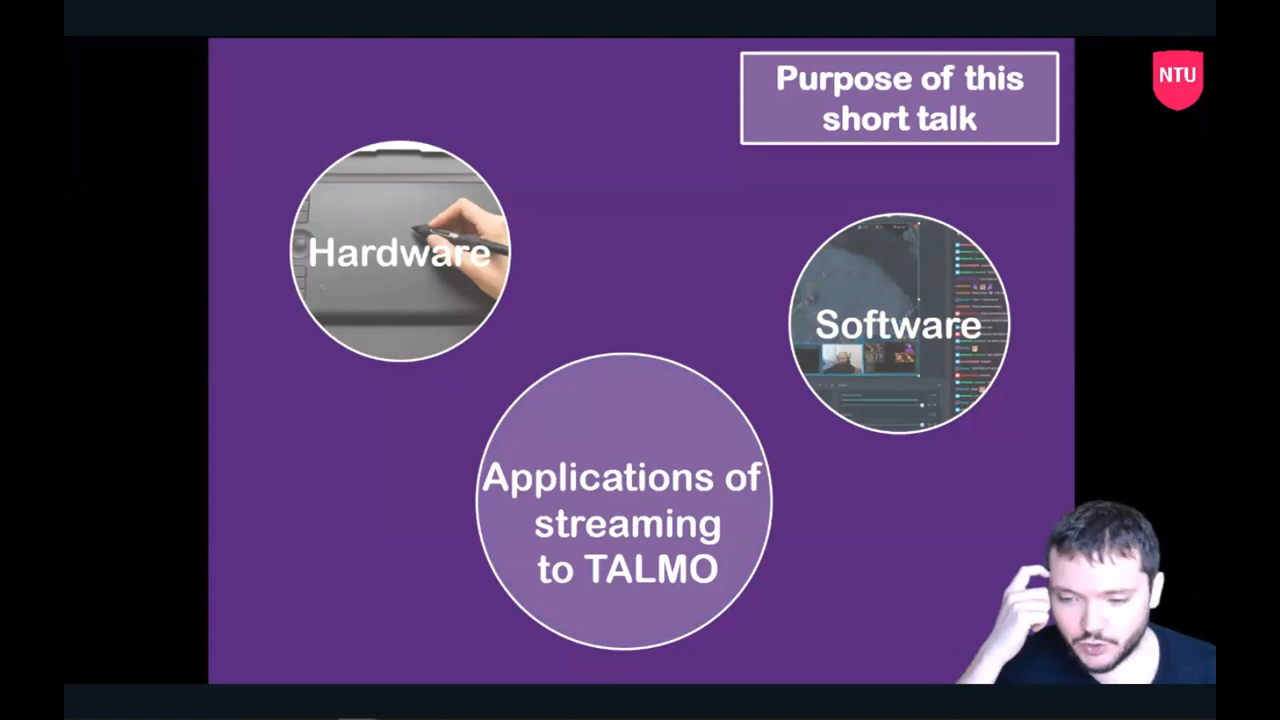 Purpose of this
short talk
NTU
Hardware
Software
Applications of
streaming
to TALMO